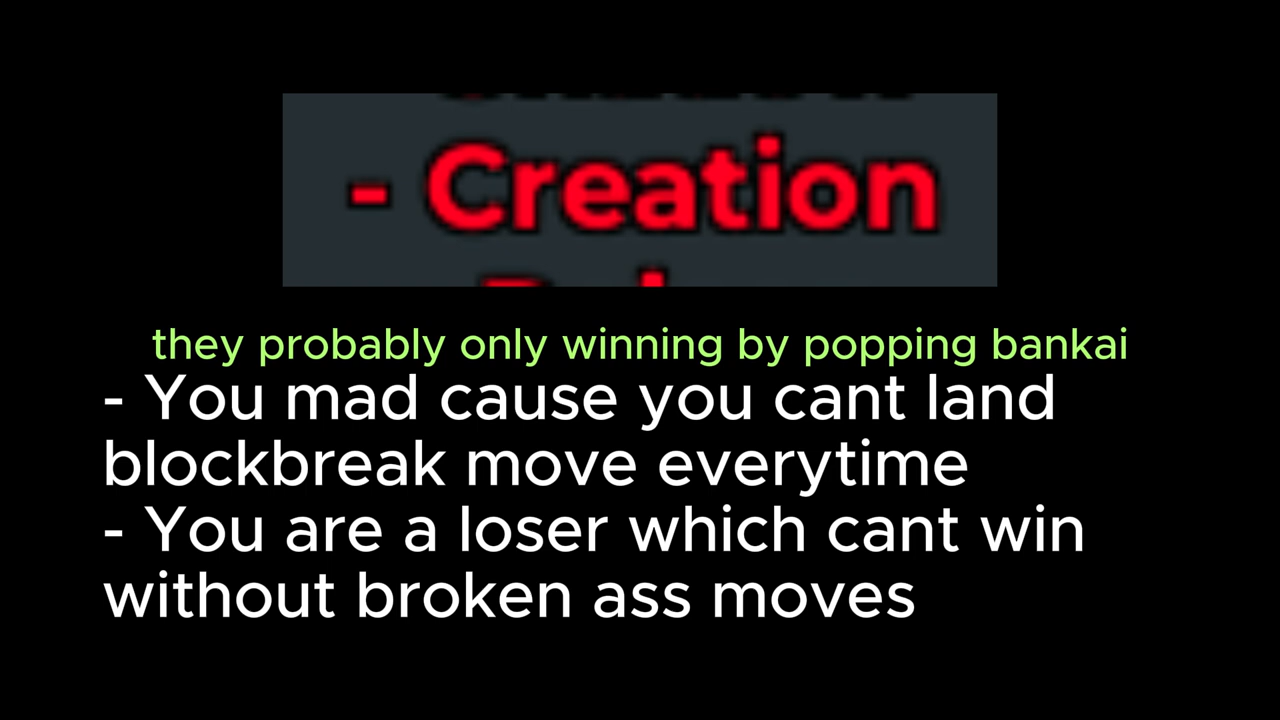 - Creation
they probably only winning by popping bankai
- You mad cause you cant land
blockbreak move everytime
- You are a loser which cant win
without broken ass moves